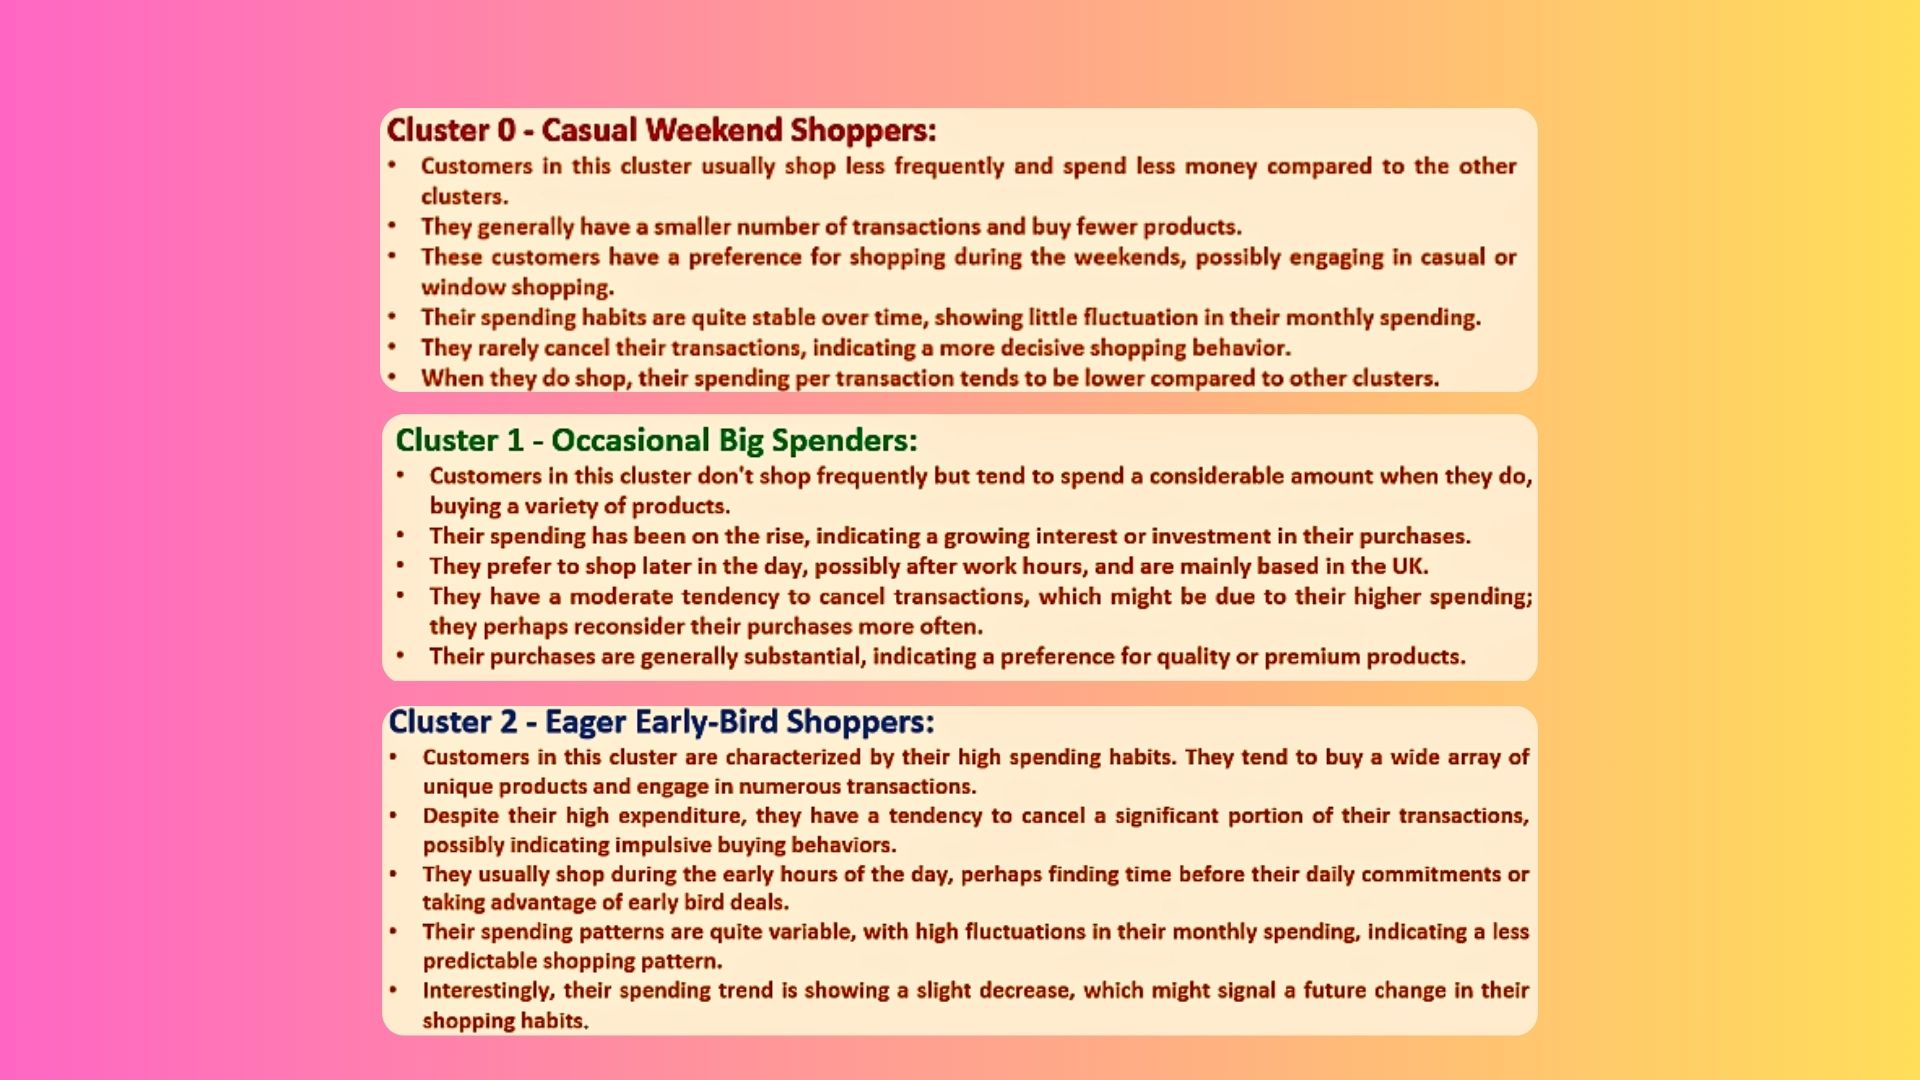 Cluster 0 - Casual Weekend Shoppers:
• Customers in this cluster usually shop less frequently and spend less money compared to the other
clusters.
• They generally have a smaller number of transactions and buy fewer products.
• These customers have a preference for shopping during the weekends, possibly engaging in casual or
window shopping.
• Their spending habits are quite stable over time, showing little fluctuation in their monthly spending.
• They rarely cancel their transactions, indicating a more decisive shopping behavior.
• When they do shop, their spending per transaction tends to be lower compared to other clusters.
Cluster 1 - Occasional Big Spenders:
• Customers in this cluster don't shop frequently but tend to spend a considerable amount when they do,
buying a variety of products.
• Their spending has been on the rise, indicating a growing interest or investment in their purchases.
• They prefer to shop later in the day, possibly after work hours, and are mainly based in the UK.
• They have a moderate tendency to cancel transactions, which might be due to their higher spending;
they perhaps reconsider their purchases more often.
• Their purchases are generally substantial, indicating a preference for quality or premium products.
Cluster 2 - Eager Early-Bird Shoppers:
• Customers in this cluster are characterized by their high spending habits. They tend to buy a wide array of
unique products and engage in numerous transactions.
• Despite their high expenditure, they have a tendency to cancel a significant portion of their transactions,
possibly indicating impulsive buying behaviors.
• They usually shop during the early hours of the day, perhaps finding time before their daily commitments or
taking advantage of early bird deals.
• Their spending patterns are quite variable, with high fluctuations in their monthly spending, indicating a less
predictable shopping pattern.
• Interestingly, their spending trend is showing a slight decrease, which might signal a future change in their
shopping habits.